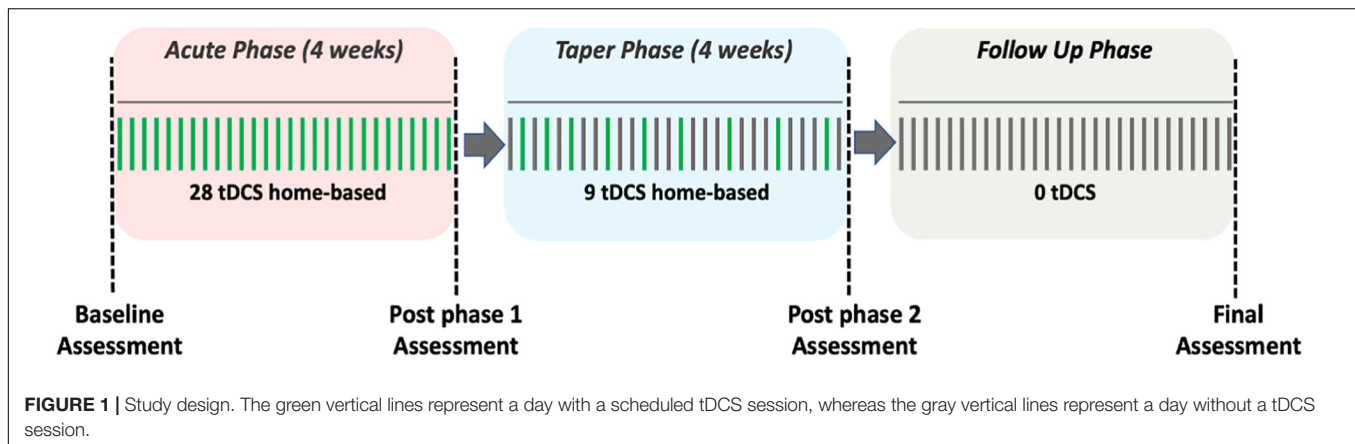 Acute Phase (4 weeks)
Taper Phase (4 weeks)
Follow Up Phase
28 tDCS home-based
9 tDCS home-based
0 tDCS
Baseline
Assessment
Post phase 1
Assessment
Post phase 2
Assessment
Final
Assessment
FIGURE 1 | Study design. The green vertical lines represent a day with a scheduled tDCS session, whereas the gray vertical lines represent a day without a tDCS
session.